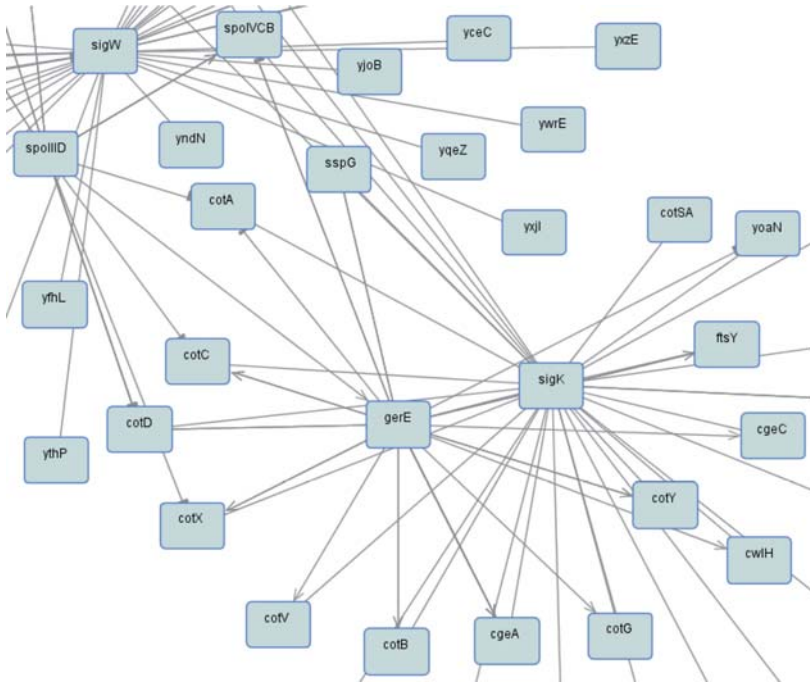 spoIVCB
yceC
yxzE
sigW
yjoB
ywrE
yndN
spoIIID
yqeZ
sspG
cotA
cotSA
yxjI
yoaN
yfhL
ftsY
cotC
sigK
gerE
cotD
cgeC
ythP
cotY
cotX
cwlH
cotV
cgeA
cotG
cotB